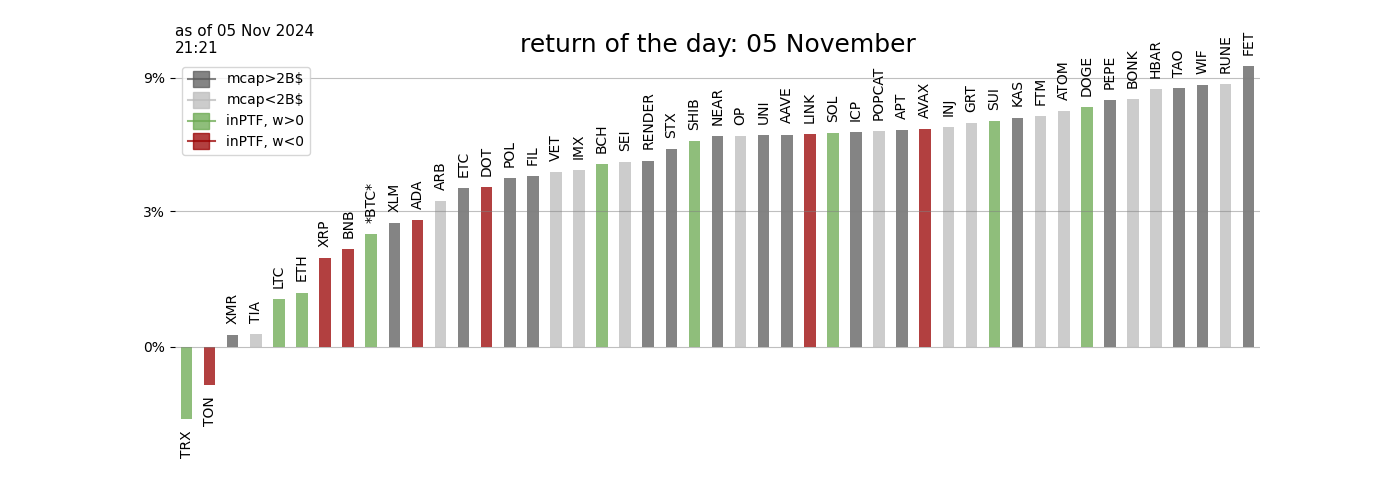 as of 05 Nov 2024
21:21
return of the day: 05 November
mcap>2B$
mcap<2B$
inPTF, w>0
inPTF, w<0
9%
3%
0%
TRX
TON
XMR
TIA
LTC
ETH
XRP
BNB
*BTC*
XLM
ADA
ARB
ETC
DOT
POL
FIL
VET
IMX
BCH
SEI
RENDER
STX
SHIB
NEAR
OP
UNI
AAVE
LINK
SOL
ICP
POPCAT
APT
AVAX
INJ
GRT
SUI
KAS
FTM
ATOM
DOGE
PEPE
BONK
HBAR
TAO
WIF
RUNE
FET